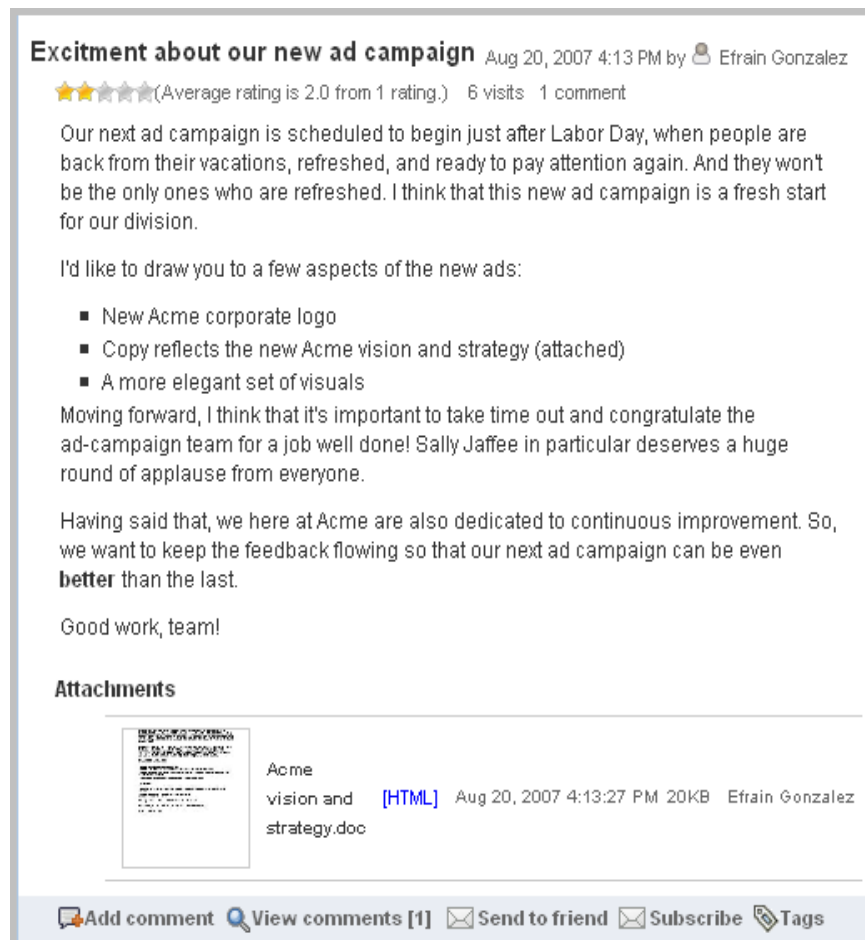 Excitment about our new ad campaign Aug 20, 2007 4:13 PM by Efrain Gonzalez
(Average rating is 2.0 from 1 rating.) 6 visits 1 comment
Our next ad campaign is scheduled to begin just after Labor Day, when people are
back from their vacations, refreshed, and ready to pay attention again. And they won't
be the only ones who are refreshed. I think that this new ad campaign is a fresh start
for our division.
I'd like to draw you to a few aspects of the new ads:
▪ New Acme corporate logo
▪ Copy reflects the new Acme vision and strategy (attached)
▪ A more elegant set of visuals
Moving forward, I think that it's important to take time out and congratulate the
ad-campaign team for a job well done! Sally Jaffee in particular deserves a huge
round of applause from everyone.
Having said that, we here at Acme are also dedicated to continuous improvement. So,
we want to keep the feedback flowing so that our next ad campaign can be even
better than the last.
Good work, team!
Attachments
Acme
vision and [HTML] Aug 20, 2007 4:13:27 PM 20KB Efrain Gonzalez
strategy.doc
Add comment View comments [1] Send to friend Subscribe Tags